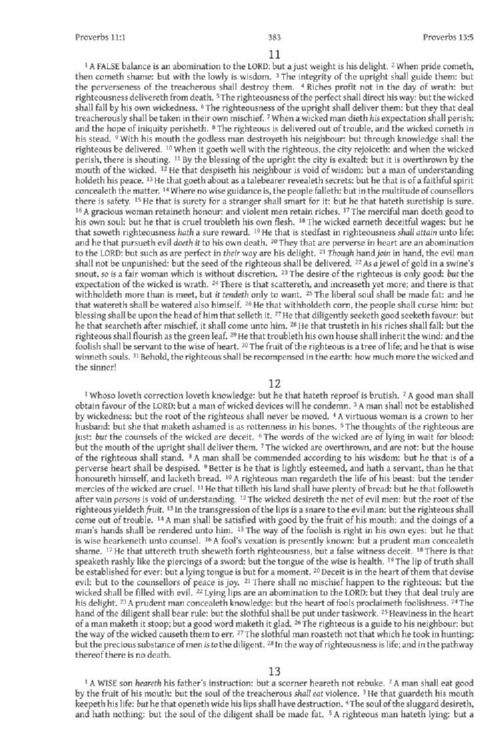 Proverbs 11:1 383 Proverbs 13:5
11
1 A FALSE balance is an abomination to the LORD: but a just weight is his delight. 2 When pride cometh,
then cometh shame: but with the lowly is wisdom. 3 The integrity of the upright shall guide them: but
the perverseness of the treacherous shall destroy them. 4 Riches profit not in the day of wrath: but
righteousness delivereth from death. 5 The righteousness of the perfect shall direct his way: but the wicked
shall fall by his own wickedness. 6 The righteousness of the upright shall deliver them: but they that deal
treacherously shall be taken in their own mischief. 7 When a wicked man dieth his expectation shall perish:
and the hope of iniquity perisheth. 8 The righteous is delivered out of trouble, and the wicked cometh in
his stead. 9 With his mouth the godless man destroyeth his neighbour: but through knowledge shall the
righteous be delivered. 10 When it goeth well with the righteous, the city rejoiceth: and when the wicked
perish, there is shouting. 11 By the blessing of the upright the city is exalted: but it is overthrown by the
mouth of the wicked. 12 He that despiseth his neighbour is void of wisdom: but a man of understanding
holdeth his peace. 13 He that goeth about as a talebearer revealeth secrets: but he that is of a faithful spirit
concealeth the matter. 14 Where no wise guidance is, the people falleth: but in the multitude of counsellors
there is safety. 15 He that is surety for a stranger shall smart for it: but he that hateth suretiship is sure.
16 A gracious woman retaineth honour: and violent men retain riches. 17 The merciful man doeth good to
his own soul: but he that is cruel troubleth his own flesh. 18 The wicked earneth deceitful wages: but he
that soweth righteousness hath a sure reward. 19 He that is stedfast in righteousness shall attain unto life:
and he that pursueth evil doeth it to his own death. 20 They that are perverse in heart are an abomination
to the LORD: but such as are perfect in their way are his delight. 21 Though hand join in hand, the evil man
shall not be unpunished: but the seed of the righteous shall be delivered. 22 As a jewel of gold in a swine's
snout, so is a fair woman which is without discretion. 23 The desire of the righteous is only good: but the
expectation of the wicked is wrath. 24 There is that scattereth, and increaseth yet more; and there is that
withholdeth more than is meet, but it tendeth only to want. 25 The liberal soul shall be made fat: and he
that watereth shall be watered also himself. 26 He that withholdeth corn, the people shall curse him: but
blessing shall be upon the head of him that selleth it. 27 He that diligently seeketh good seeketh favour: but
he that searcheth after mischief, it shall come unto him. 28 He that trusteth in his riches shall fall: but the
righteous shall flourish as the green leaf. 29 He that troubleth his own house shall inherit the wind: and the
foolish shall be servant to the wise of heart. 30 The fruit of the righteous is a tree of life; and he that is wise
winneth souls. 31 Behold, the righteous shall be recompensed in the earth: how much more the wicked and
the sinner!
12
1 Whoso loveth correction loveth knowledge: but he that hateth reproof is brutish. 2 A good man shall
obtain favour of the LORD: but a man of wicked devices will he condemn. 3 A man shall not be established
by wickedness: but the root of the righteous shall never be moved. 4 A virtuous woman is a crown to her
husband: but she that maketh ashamed is as rottenness in his bones. 5 The thoughts of the righteous are
just: but the counsels of the wicked are deceit. 6 The words of the wicked are of lying in wait for blood:
but the mouth of the upright shall deliver them. 7 The wicked are overthrown, and are not: but the house
of the righteous shall stand. 8 A man shall be commended according to his wisdom: but he that is of a
perverse heart shall be despised. 9 Better is he that is lightly esteemed, and hath a servant, than he that
honoureth himself, and lacketh bread. 10 A righteous man regardeth the life of his beast: but the tender
mercies of the wicked are cruel. 11 He that tilleth his land shall have plenty of bread: but he that followeth
after vain persons is void of understanding. 12 The wicked desireth the net of evil men: but the root of the
righteous yieldeth fruit. 13 In the transgression of the lips is a snare to the evil man: but the righteous shall
come out of trouble. 14 A man shall be satisfied with good by the fruit of his mouth: and the doings of a
man's hands shall be rendered unto him. 15 The way of the foolish is right in his own eyes: but he that
is wise hearkeneth unto counsel. 16 A fool's vexation is presently known: but a prudent man concealeth
shame. 17 He that uttereth truth sheweth forth righteousness, but a false witness deceit. 18 There is that
speaketh rashly like the piercings of a sword: but the tongue of the wise is health. 19 The lip of truth shall
be established for ever: but a lying tongue is but for a moment. 20 Deceit is in the heart of them that devise
evil: but to the counsellors of peace is joy. 21 There shall no mischief happen to the righteous: but the
wicked shall be filled with evil. 22 Lying lips are an abomination to the LORD: but they that deal truly are
his delight. 23 A prudent man concealeth knowledge: but the heart of fools proclaimeth foolishness. 24 The
hand of the diligent shall bear rule: but the slothful shall be put under taskwork. 25 Heaviness in the heart
of a man maketh it stoop; but a good word maketh it glad. 26 The righteous is a guide to his neighbour: but
the way of the wicked causeth them to err. 27 The slothful man roasteth not that which he took in hunting:
but the precious substance of men is to the diligent. 28 In the way of righteousness is life; and in the pathway
thereof there is no death.
13
1 A WISE son heareth his father's instruction: but a scorner heareth not rebuke. 2 A man shall eat good
by the fruit of his mouth: but the soul of the treacherous shall eat violence. 3 He that guardeth his mouth
keepeth his life: but he that openeth wide his lips shall have destruction. 4 The soul of the sluggard desireth,
and hath nothing: but the soul of the diligent shall be made fat. 5 A righteous man hateth lying: but a